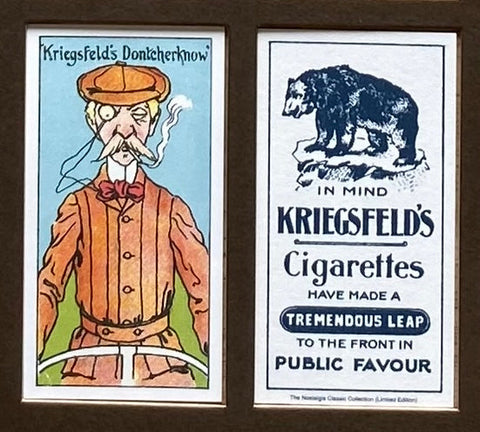 'Kriegsfeld's Dontcherknow'
IN MIND
KRIEGSFELD'S
Cigarettes
HAVE MADE A
TREMENDOUS LEAP
TO THE FRONT IN
PUBLIC FAVOUR
The Nostalgia Classic Collection (Limited Edition)